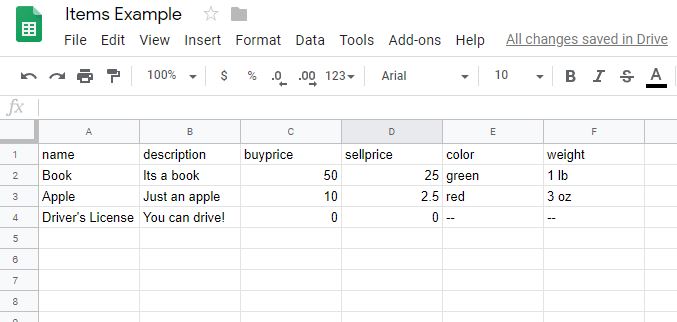 Items Example
File Edit View Insert Format Data Tools Add-ons Help All changes saved in Drive
100% $ % .0 .00 123 Arial 10 B I S A
fx
A B C D E F
1 name description buyprice sellprice color weight
2 Book Its a book 50 25 green 1 lb
3 Apple Just an apple 10 2.5 red 3 oz
4 Driver's License You can drive! 0 0 -- --
5
6
7
8